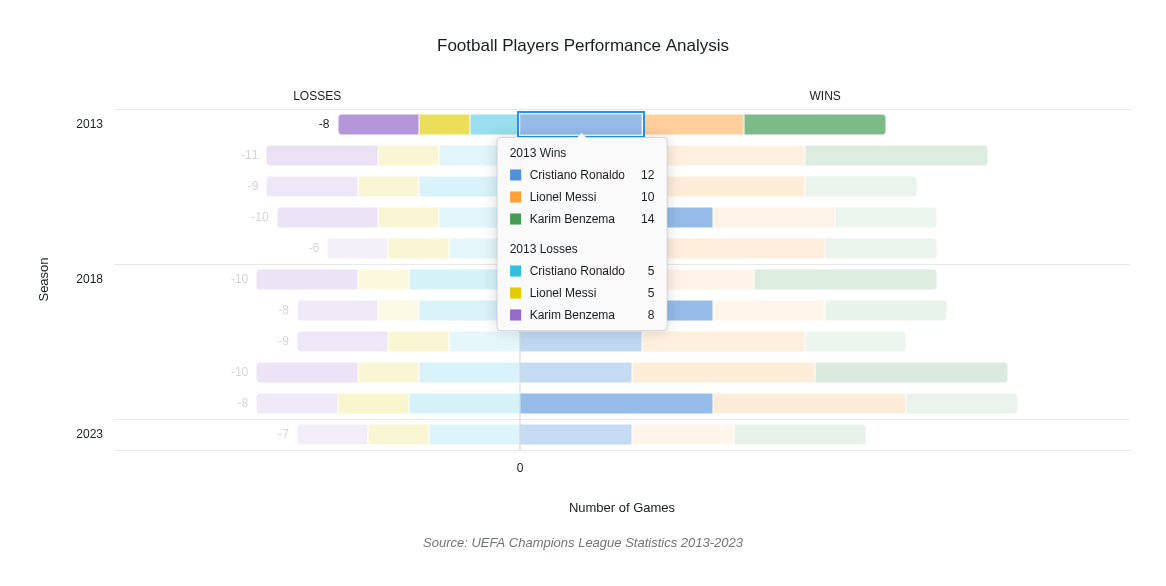 Football Players Performance Analysis
LOSSES
WINS
2013
-8
-11
-9
-10
-6
2018
-10
-8
-9
-10
-8
2023
-7
2013 Wins
Cristiano Ronaldo 12
Lionel Messi 10
Karim Benzema 14
2013 Losses
Cristiano Ronaldo 5
Lionel Messi 5
Karim Benzema 8
Season
0
Number of Games
Source: UEFA Champions League Statistics 2013-2023